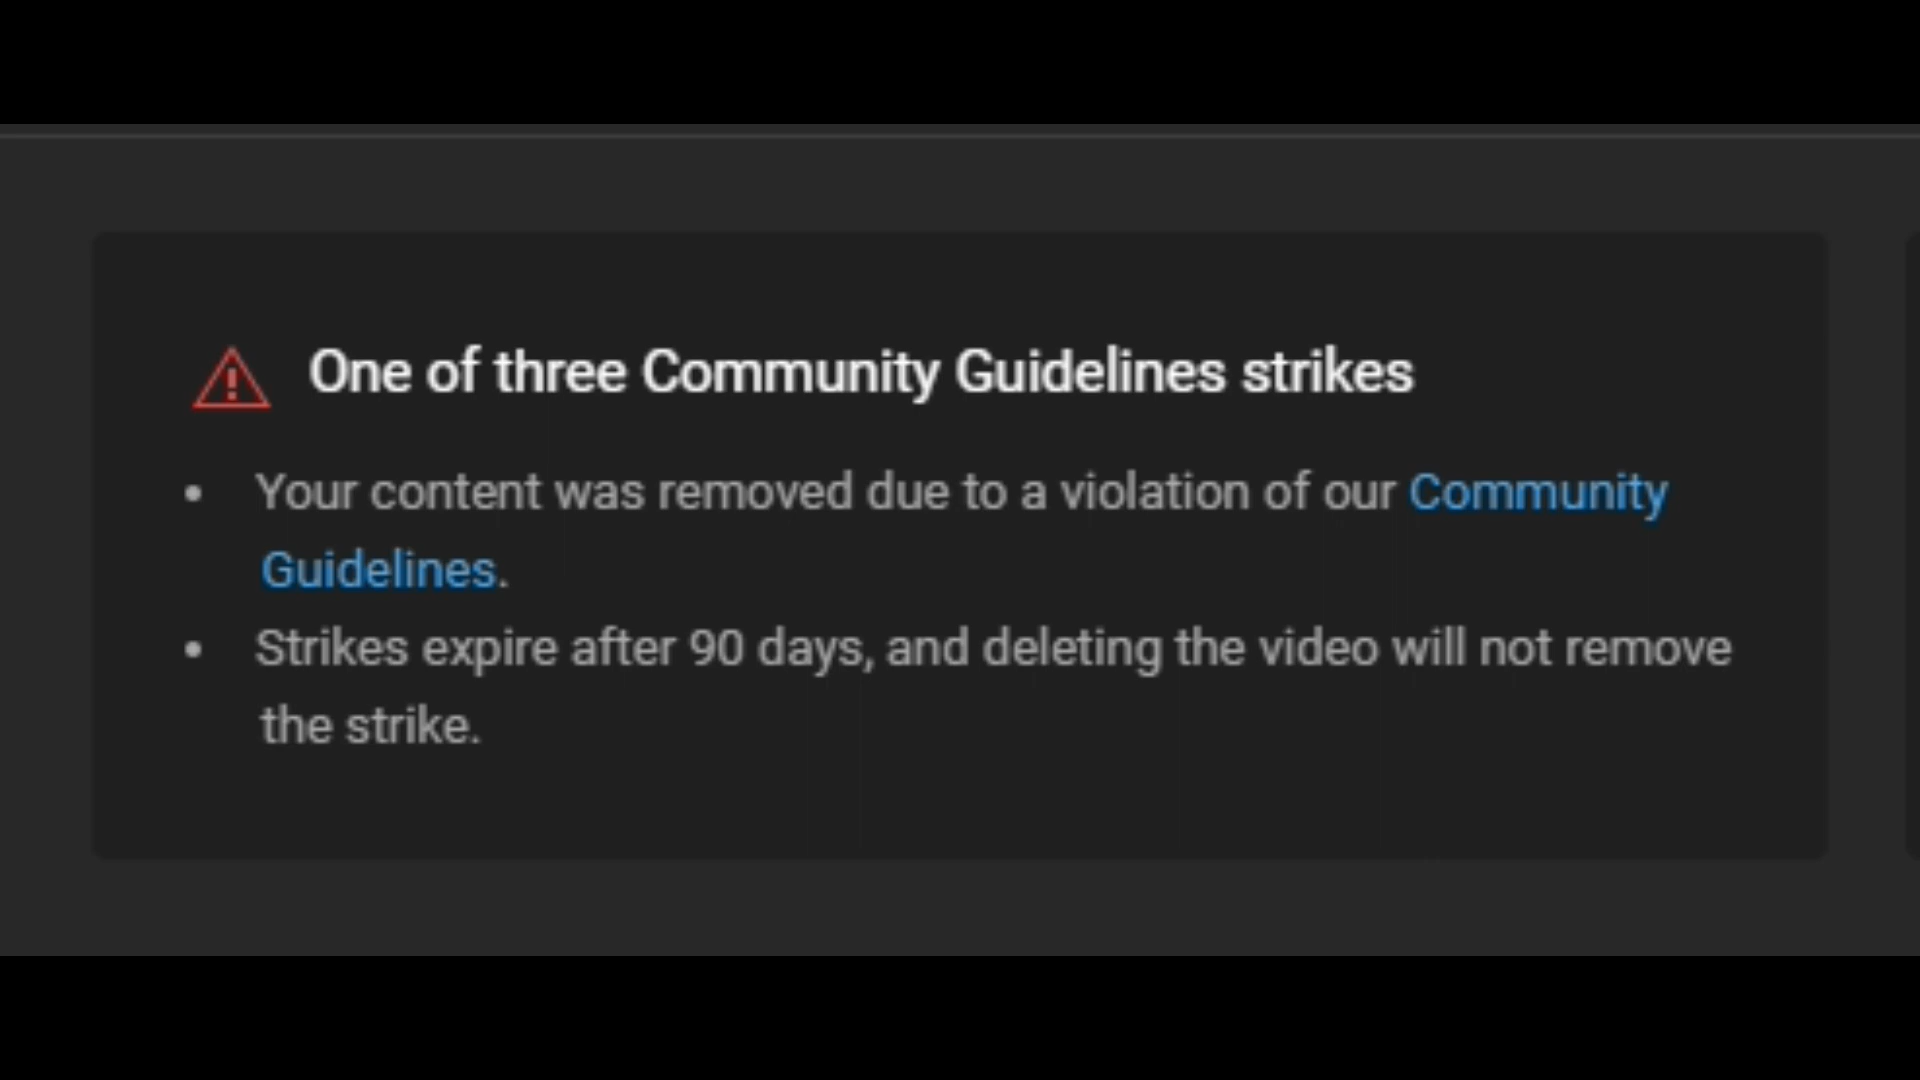 One of three Community Guidelines strikes
• Your content was removed due to a violation of our Community
Guidelines.
• Strikes expire after 90 days, and deleting the video will not remove
the strike.